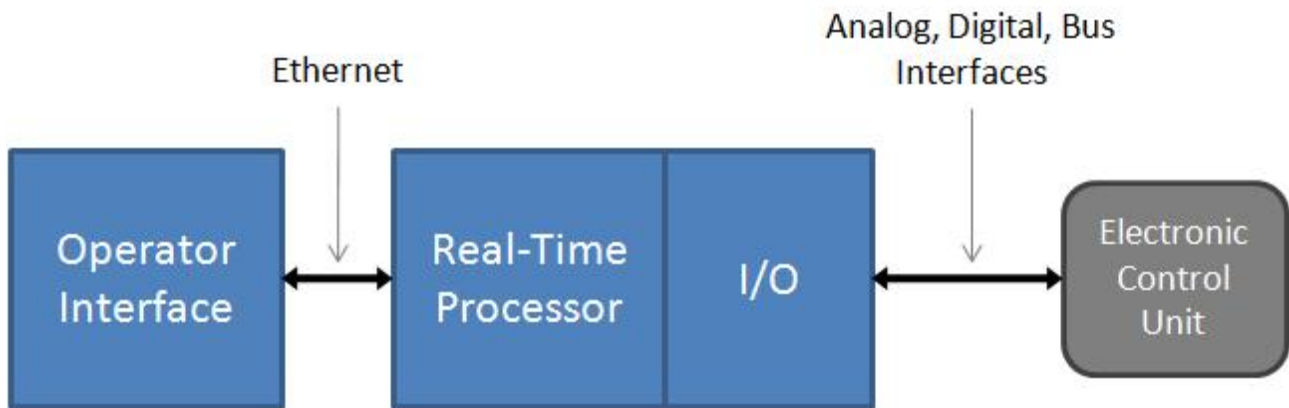 Ethernet
Analog, Digital, Bus
Interfaces
Operator
Interface
Real-Time
Processor
I/O
Electronic
Control
Unit